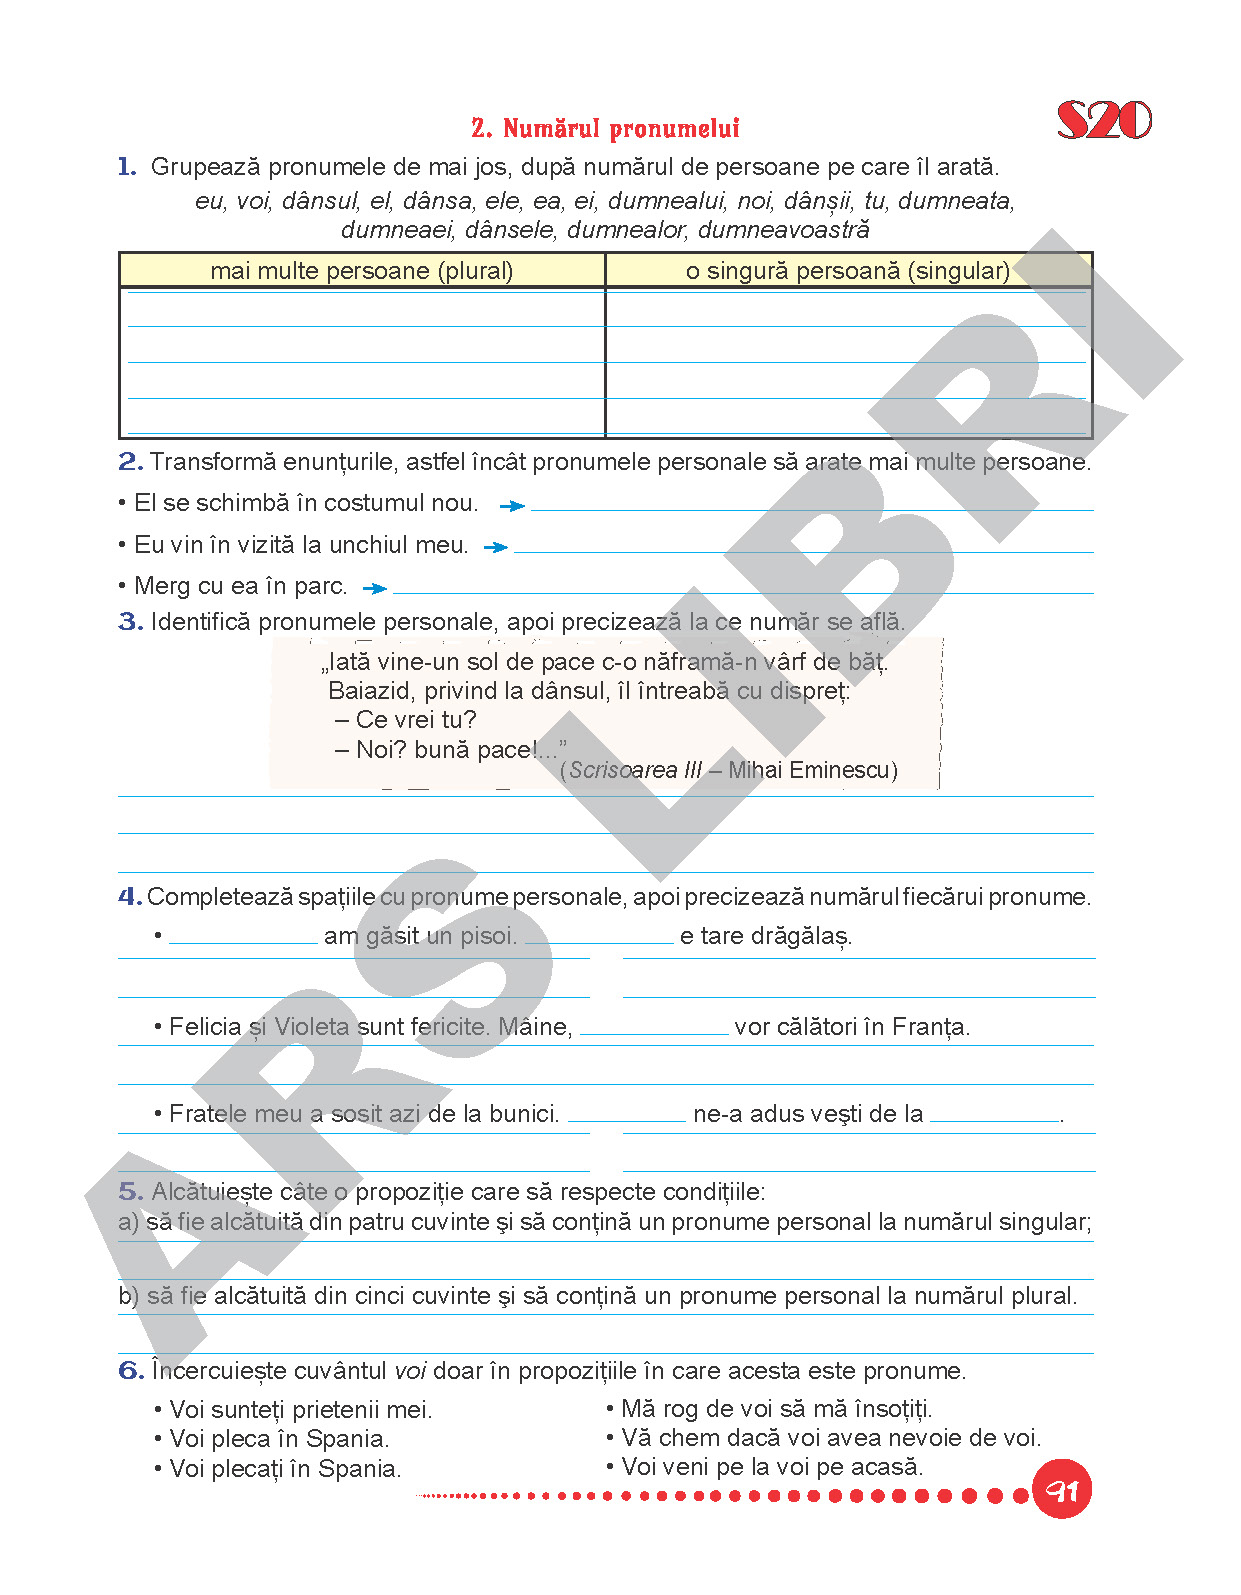 S20
2. Numărul pronumelui
1. Grupează pronumele de mai jos, după numărul de persoane pe care îl arată.
eu, voi, dânsul, el, dânsa, ele, ea, ei, dumnealui, noi, dânșii, tu, dumneata,
dumneaei, dânsele, dumnealor, dumneavoastră
mai multe persoane (plural) o singură persoană (singular)
2. Transformă enunțurile, astfel încât pronumele personale să arate mai multe persoane.
• El se schimbă în costumul nou.
• Eu vin în vizită la unchiul meu.
• Merg cu ea în parc.
3. Identifică pronumele personale, apoi precizează la ce număr se află.
„Iată vine-un sol de pace c-o năframă-n vârf de băț.
Baiazid, privind la dânsul, îl întreabă cu dispreț:
– Ce vrei tu?
– Noi? bună pace!...”
(Scrisoarea III – Mihai Eminescu)
4. Completează spațiile cu pronume personale, apoi precizează numărul fiecărui pronume.
• ____ am găsit un pisoi. ____ e tare drăgălaș.
• Felicia și Violeta sunt fericite. Mâine, ____ vor călători în Franța.
• Fratele meu a sosit azi de la bunici. ____ ne-a adus veşti de la ____.
5. Alcătuiește câte o propoziție care să respecte condițiile:
a) să fie alcătuită din patru cuvinte şi să conțină un pronume personal la numărul singular;
b) să fie alcătuită din cinci cuvinte şi să conțină un pronume personal la numărul plural.
6. Încercuiește cuvântul voi doar în propozițiile în care acesta este pronume.
• Voi sunteți prietenii mei.
• Voi pleca în Spania.
• Voi plecați în Spania.
• Mă rog de voi să mă însoțiți.
• Vă chem dacă voi avea nevoie de voi.
• Voi veni pe la voi pe acasă.
91
ARS LIBRI